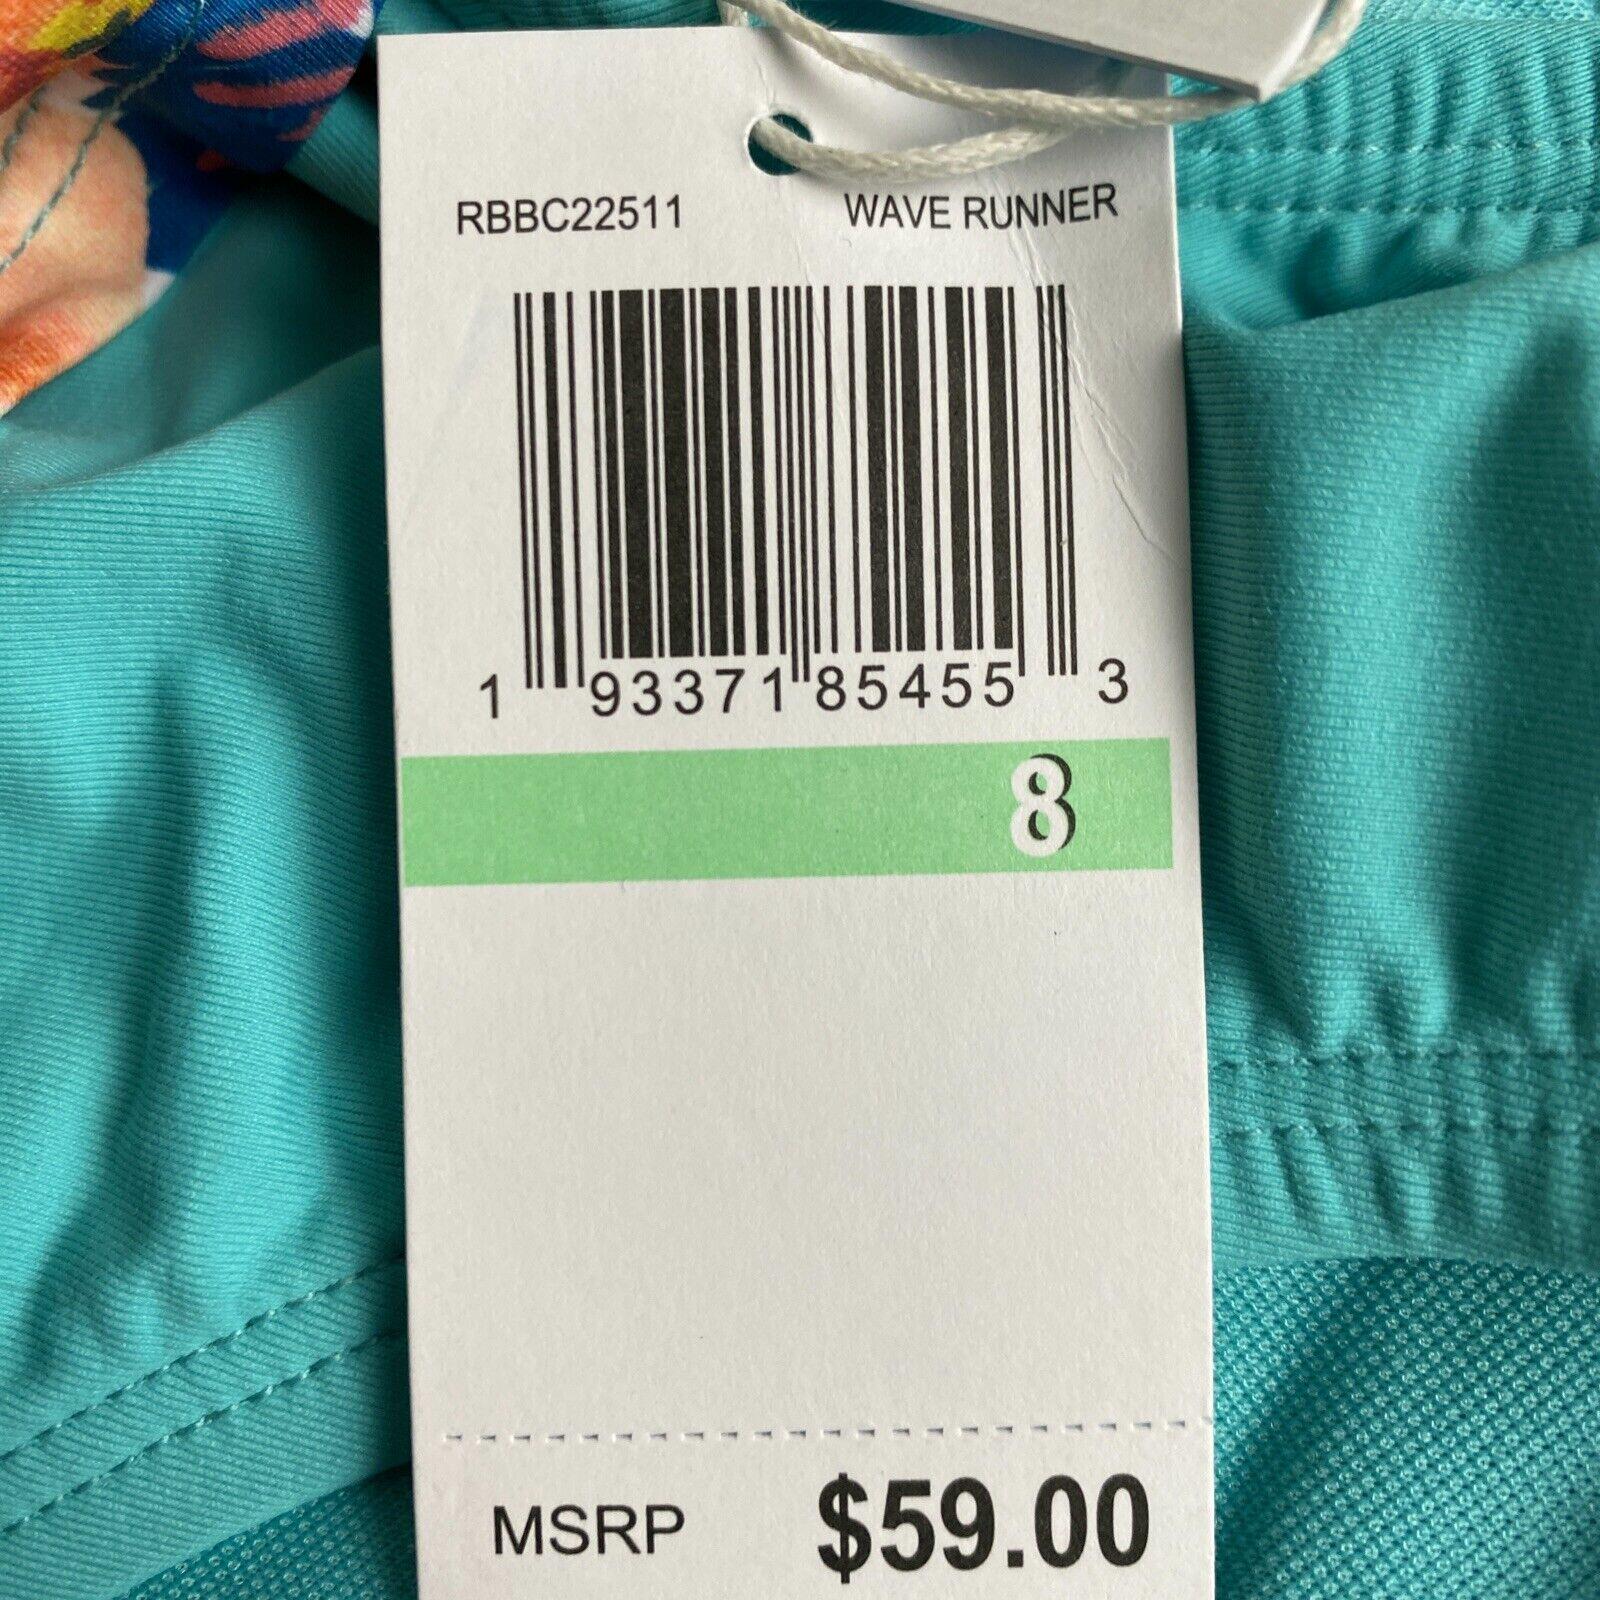 RBBC22511 WAVE RUNNER
1 93371 85455 3
8
MSRP $59.00